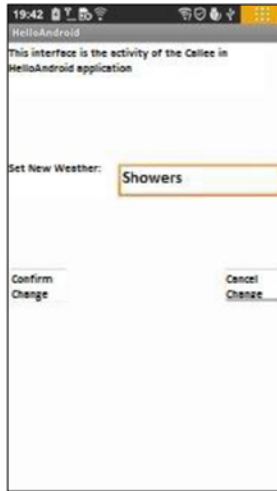 19:42
HelloAndroid
This interface is the activity of the Callee in
HelloAndroid application
Set New Weather:
Showers
Confirm
Change
Cancel
Change